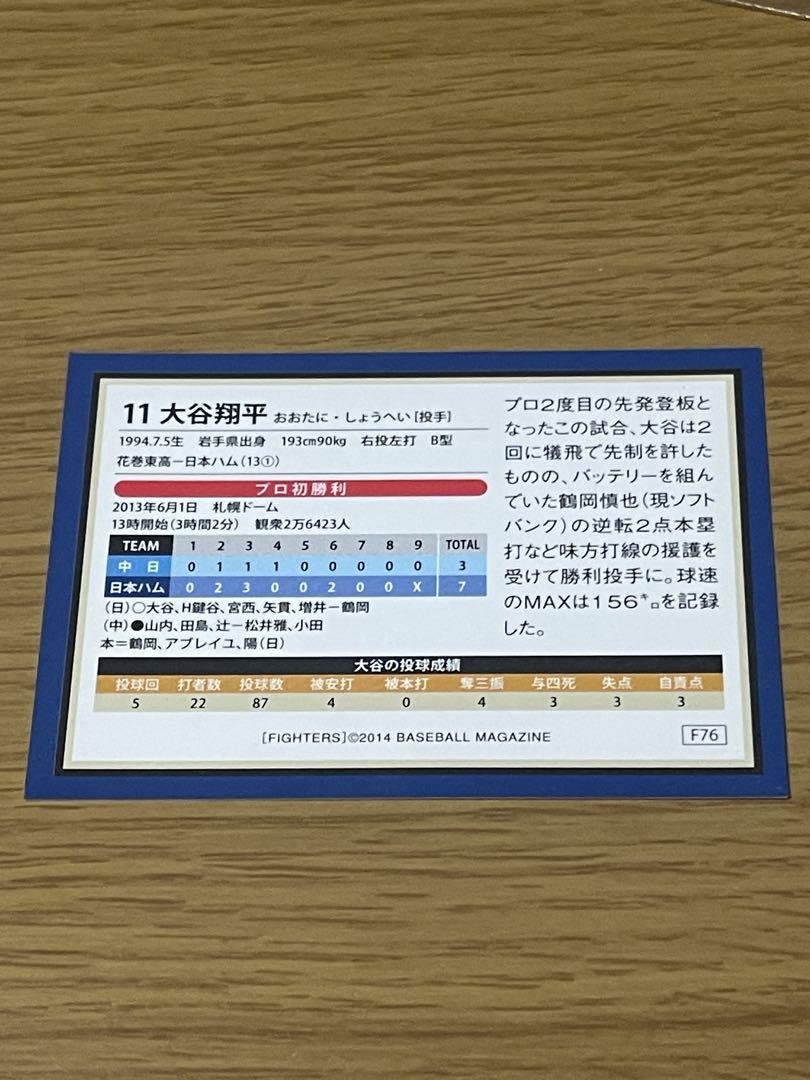 11 大谷翔平 おおたに・しょうへい[投手]
1994.7.5生 岩手県出身 193cm90kg 右投左打 B型
花巻東高－日本ハム(13①)
プロ初勝利
2013年6月1日 札幌ドーム
13時開始(3時間2分) 観衆2万6423人
TEAM 1 2 3 4 5 6 7 8 9 TOTAL
中 日 0 1 1 1 0 0 0 0 0 3
日本ハム 0 2 3 0 0 2 0 0 X 7
(日)○大谷、H鍵谷、宮西、矢貫、増井－鶴岡
(中)●山内、田島、辻－松井雅、小田
本＝鶴岡、アブレイユ、陽(日)
プロ2度目の先発登板と
なったこの試合、大谷は2
回に犠飛で先制を許した
ものの、バッテリーを組ん
でいた鶴岡慎也(現ソフト
バンク)の逆転2点本塁
打など味方打線の援護を
受けて勝利投手に。球速
のMAXは156㌔を記録
した。
大谷の投球成績
投球回 打者数 投球数 被安打 被本打 奪三振 与四死 失点 自責点
5 22 87 4 0 4 3 3 3
[FIGHTERS]©2014 BASEBALL MAGAZINE
F76